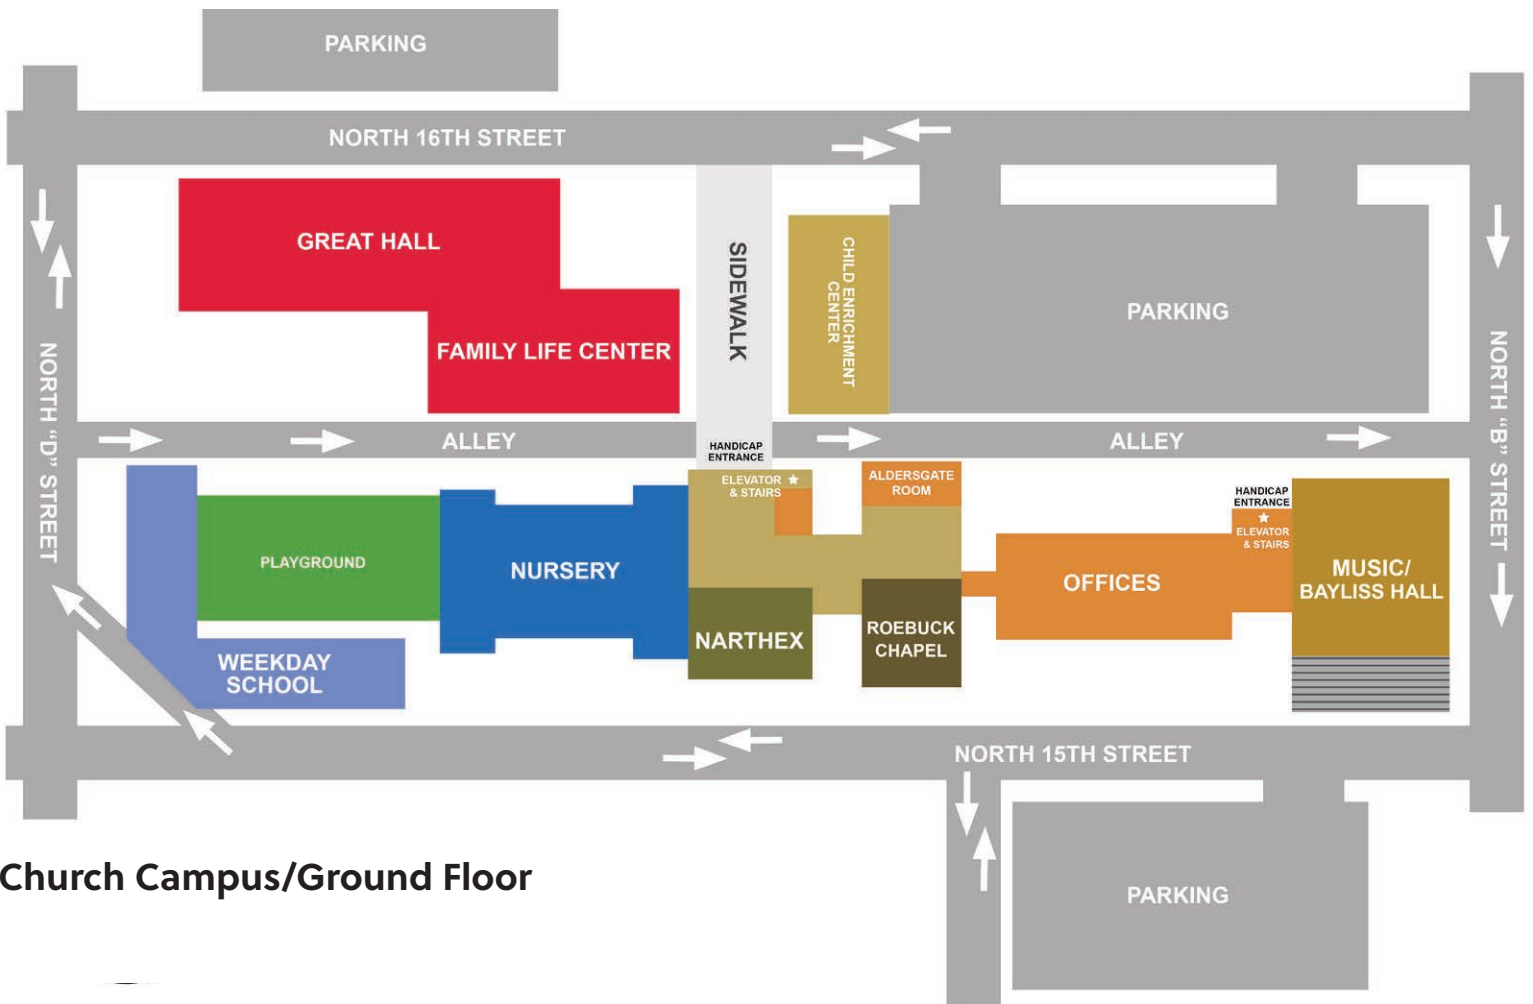 PARKING
NORTH 16TH STREET
GREAT HALL
FAMILY LIFE CENTER
SIDEWALK
CHILD ENRICHMENT
CENTER
PARKING
NORTH “D” STREET
NORTH “B” STREET
ALLEY
ALLEY
HANDICAP
ENTRANCE
ELEVATOR
& STAIRS
ALDERSGATE
ROOM
HANDICAP
ENTRANCE
ELEVATOR
& STAIRS
PLAYGROUND
NURSERY
OFFICES
MUSIC/
BAYLISS HALL
NARTHEX
ROEBUCK
CHAPEL
WEEKDAY
SCHOOL
NORTH 15TH STREET
Church Campus/Ground Floor
PARKING